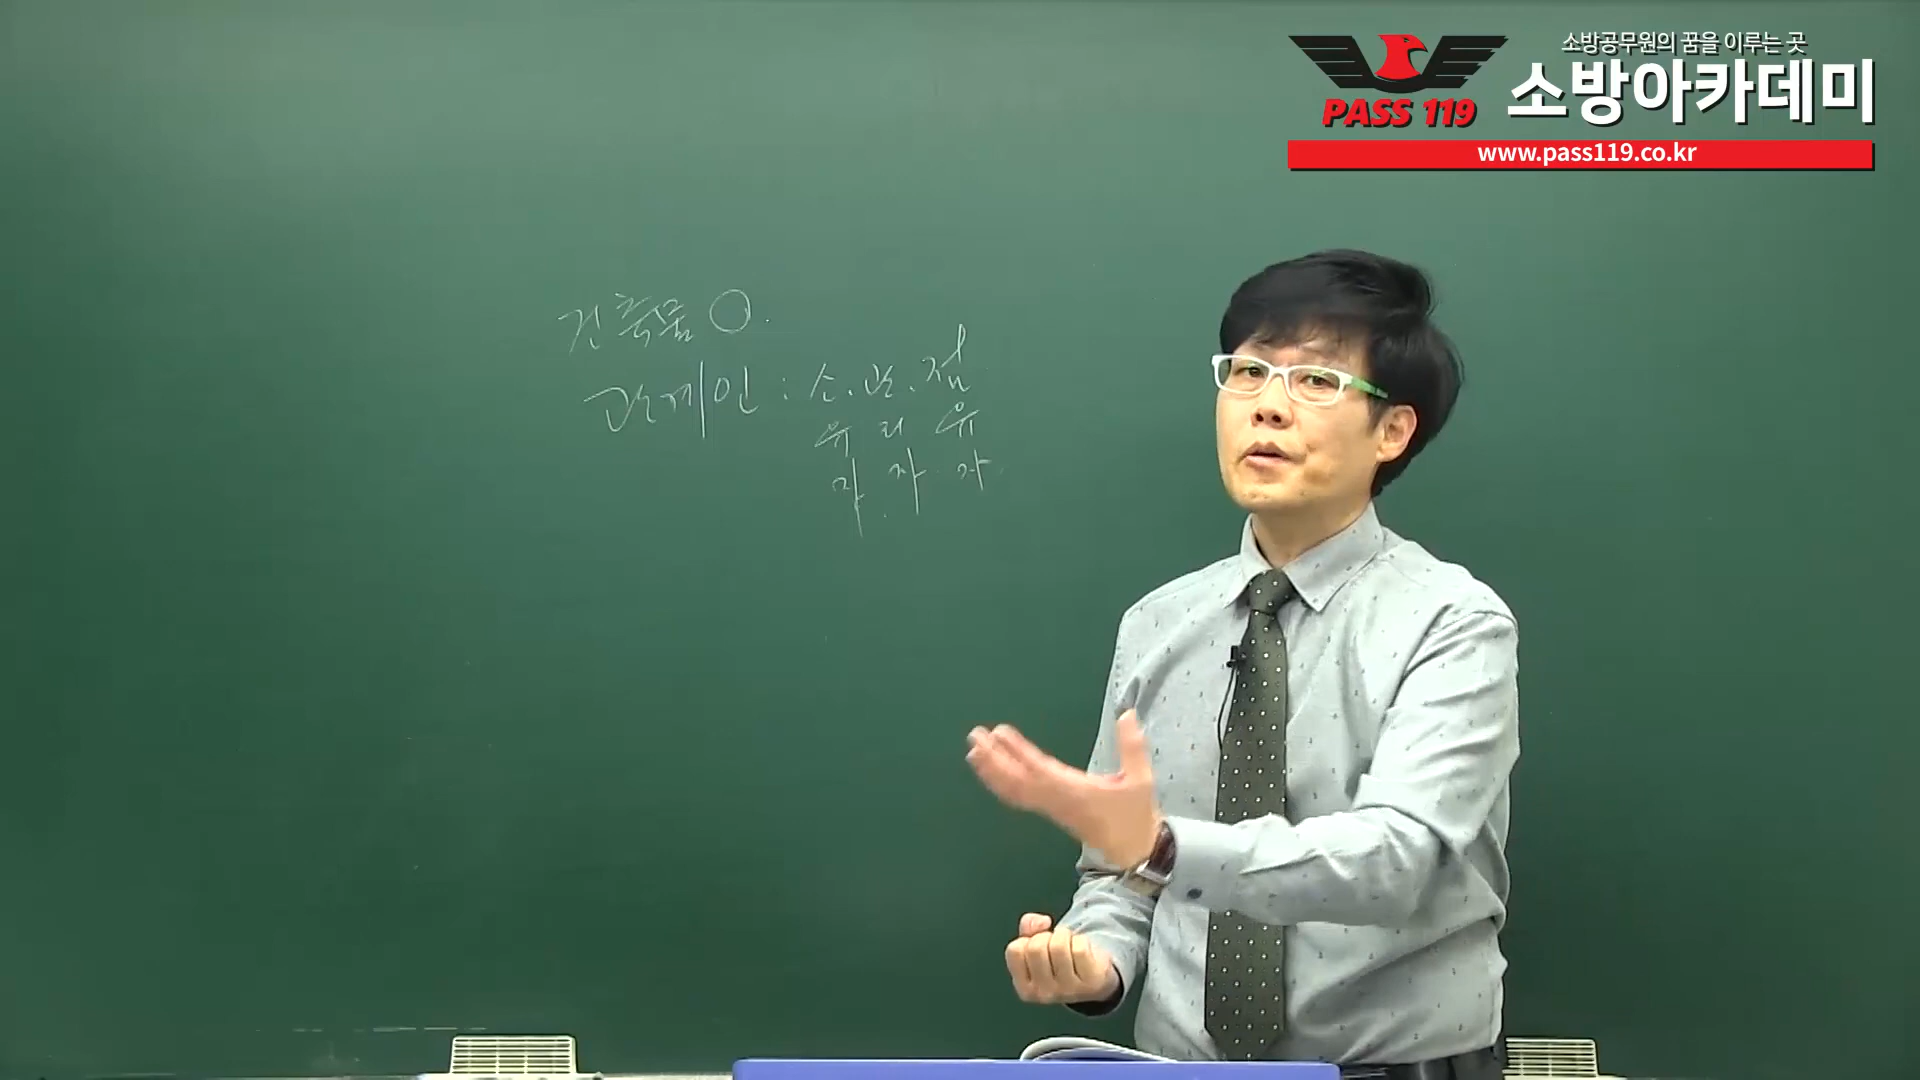 소방공무원의 꿈을 이루는 곳
PASS 119 소방아카데미
www.pass119.co.kr
건축물 ○.
관계인 : 소. 관. 점
유 리 유
자 자 자